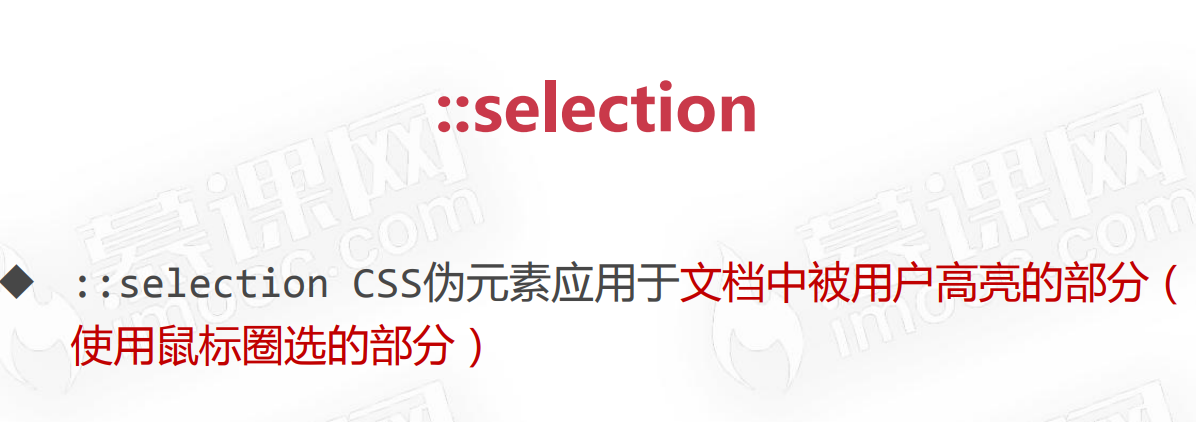 ::selection
◆ ::selection CSS伪元素应用于文档中被用户高亮的部分（
使用鼠标圈选的部分）
慕课网
imooc.com
慕课网
imooc.com